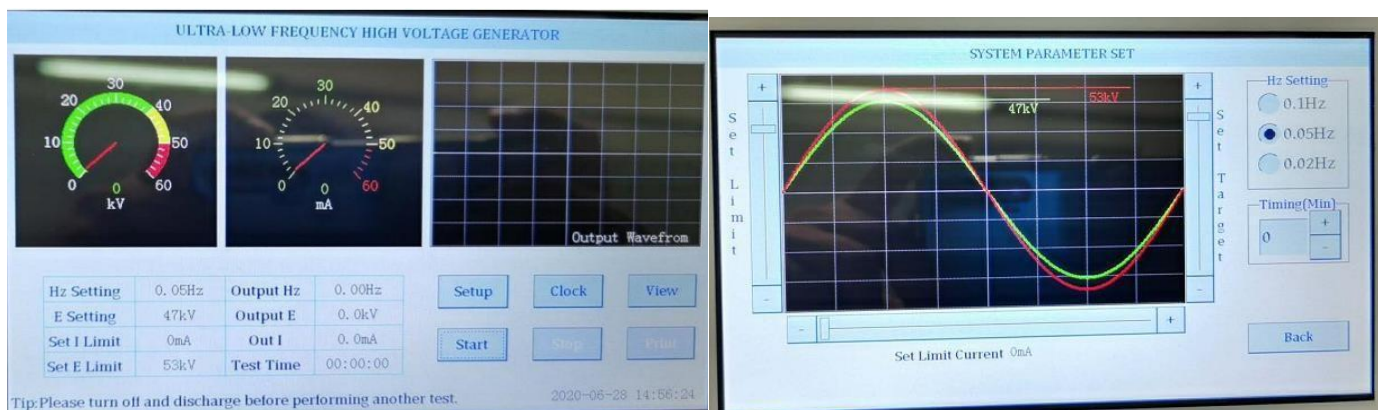 ULTRA-LOW FREQUENCY HIGH VOLTAGE GENERATOR
0 10 20 30 40 50 60
0
kV
0 10 20 30 40 50 60
0
mA
Output Wavefrom
Hz Setting 0.05Hz Output Hz 0.00Hz
E Setting 47kV Output E 0.0kV
Set I Limit 0mA Out I 0.0mA
Set E Limit 53kV Test Time 00:00:00
Setup Clock View
Start Stop Print
Tip:Please turn off and discharge before performing another test.
2020-06-28 14:56:24
SYSTEM PARAMETER SET
+
Set Limit
-
47kV
53kV
+
Set Target
-
Hz Setting
0.1Hz
0.05Hz
0.02Hz
Timing(Min)
0 + -
- +
Set Limit Current 0mA
Back